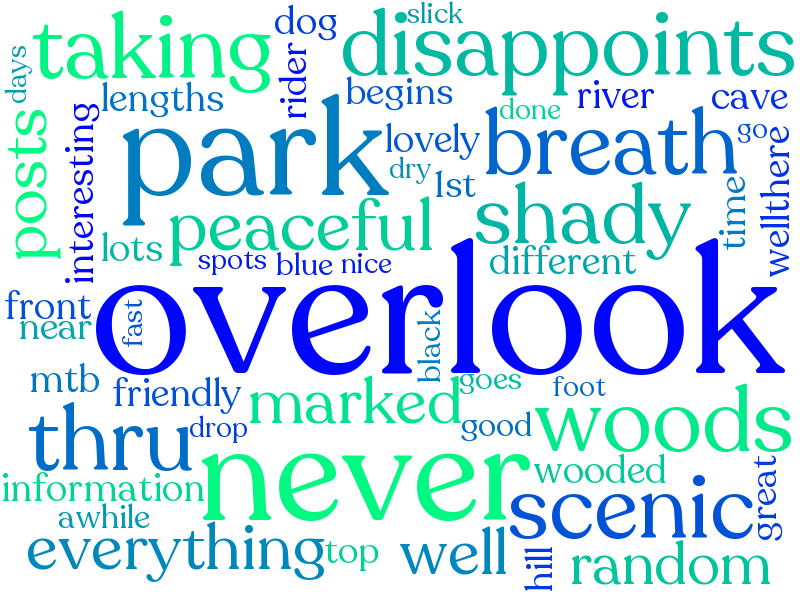 slick
dog
taking
disappoints
days
rider
lengths
begins
river
cave
done
park
interesting
posts
lovely
breath
go
dry
1st
wellthere
time
peaceful
shady
lots
spots
blue
nice
different
overlook
front
near
fast
black
mtb
friendly
goes
foot
marked
woods
thru
drop
good
never
wooded
information
scenic
great
awhile
everything
top
well
hill
random